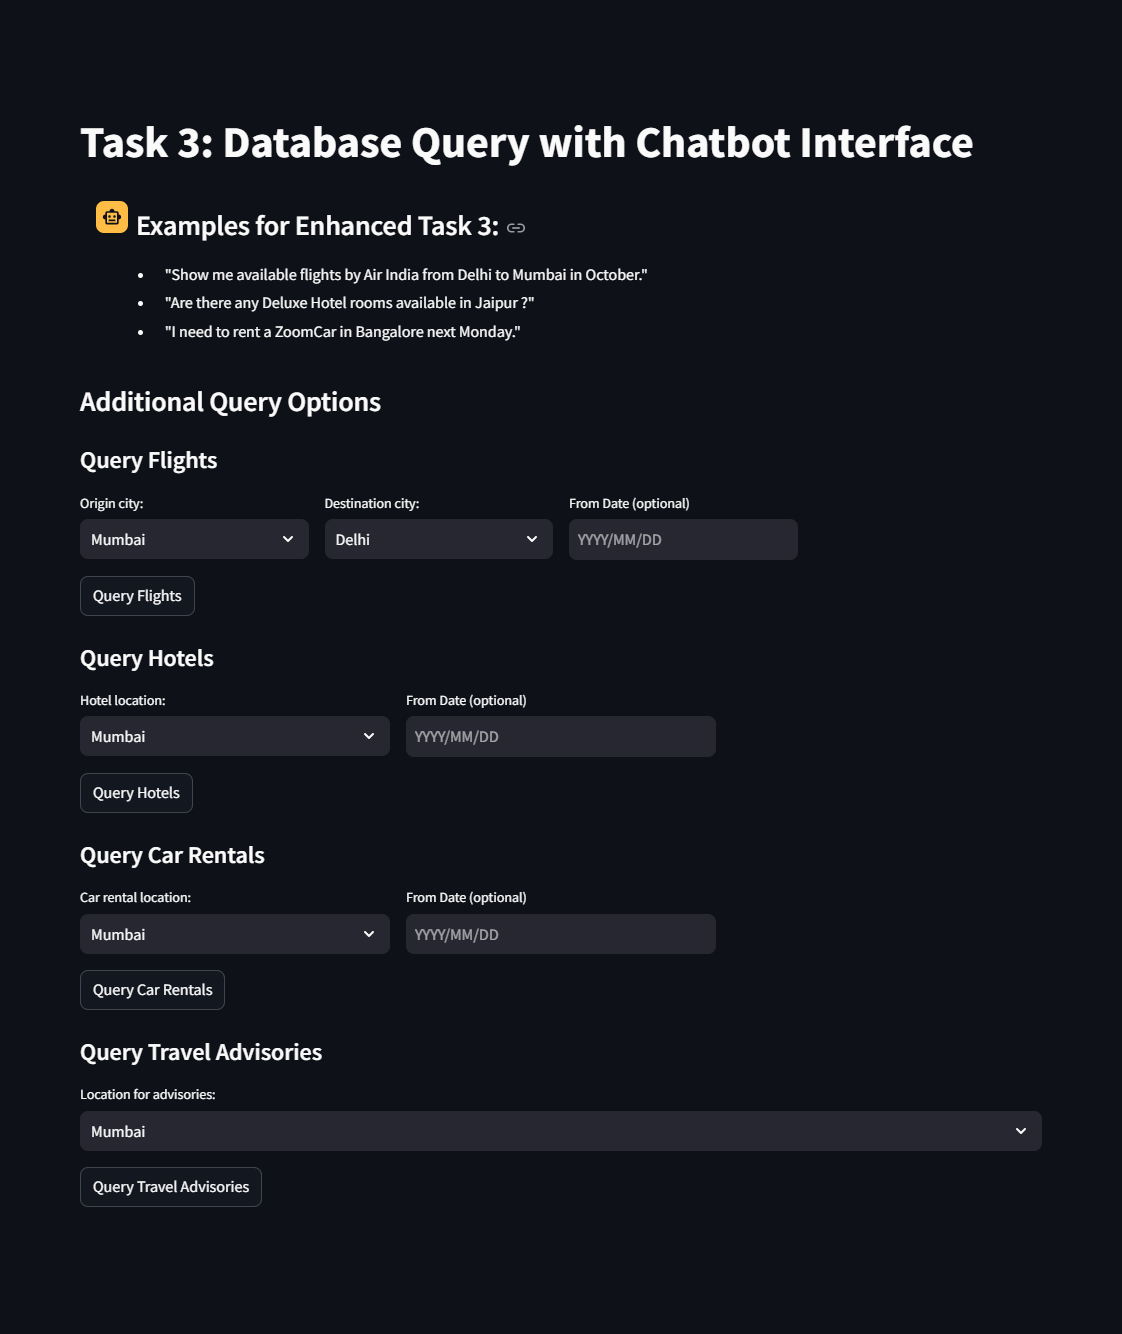 Task 3: Database Query with Chatbot Interface
Examples for Enhanced Task 3:
• "Show me available flights by Air India from Delhi to Mumbai in October."
• "Are there any Deluxe Hotel rooms available in Jaipur ?"
• "I need to rent a ZoomCar in Bangalore next Monday."
Additional Query Options
Query Flights
Origin city: Destination city: From Date (optional)
Mumbai Delhi YYYY/MM/DD
Query Flights
Query Hotels
Hotel location: From Date (optional)
Mumbai YYYY/MM/DD
Query Hotels
Query Car Rentals
Car rental location: From Date (optional)
Mumbai YYYY/MM/DD
Query Car Rentals
Query Travel Advisories
Location for advisories:
Mumbai
Query Travel Advisories